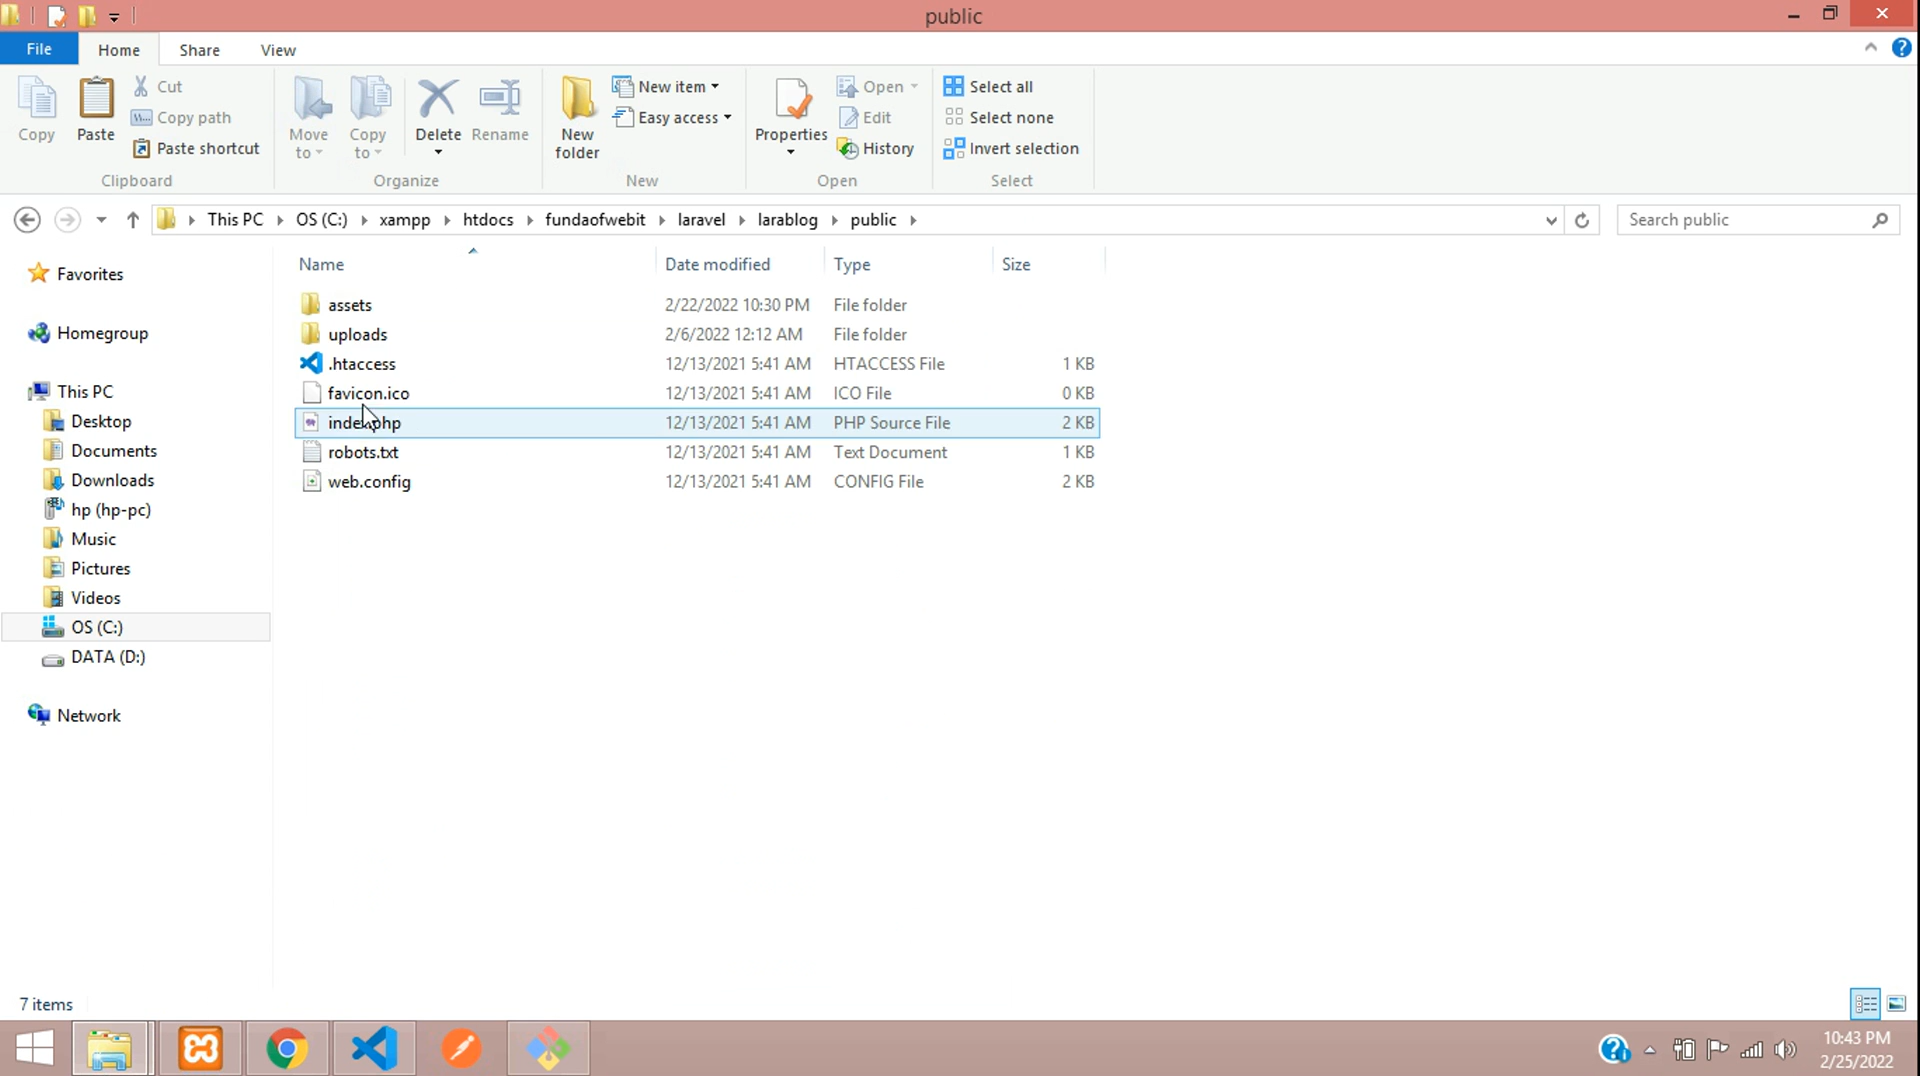 public
File Home Share View
Copy
Paste
Cut
Copy path
Paste shortcut
Clipboard
Move to
Copy to
Delete
Rename
Organize
New folder
New item
Easy access
New
Properties
Open
Edit
History
Open
Select all
Select none
Invert selection
Select
This PC OS (C:) xampp htdocs fundaofwebit laravel larablog public
Search public
Favorites
Homegroup
This PC
Desktop
Documents
Downloads
hp (hp-pc)
Music
Pictures
Videos
OS (C:)
DATA (D:)
Network
Name Date modified Type Size
assets 2/22/2022 10:30 PM File folder
uploads 2/6/2022 12:12 AM File folder
.htaccess 12/13/2021 5:41 AM HTACCESS File 1 KB
favicon.ico 12/13/2021 5:41 AM ICO File 0 KB
index.php 12/13/2021 5:41 AM PHP Source File 2 KB
robots.txt 12/13/2021 5:41 AM Text Document 1 KB
web.config 12/13/2021 5:41 AM CONFIG File 2 KB
7 items
10:43 PM
2/25/2022